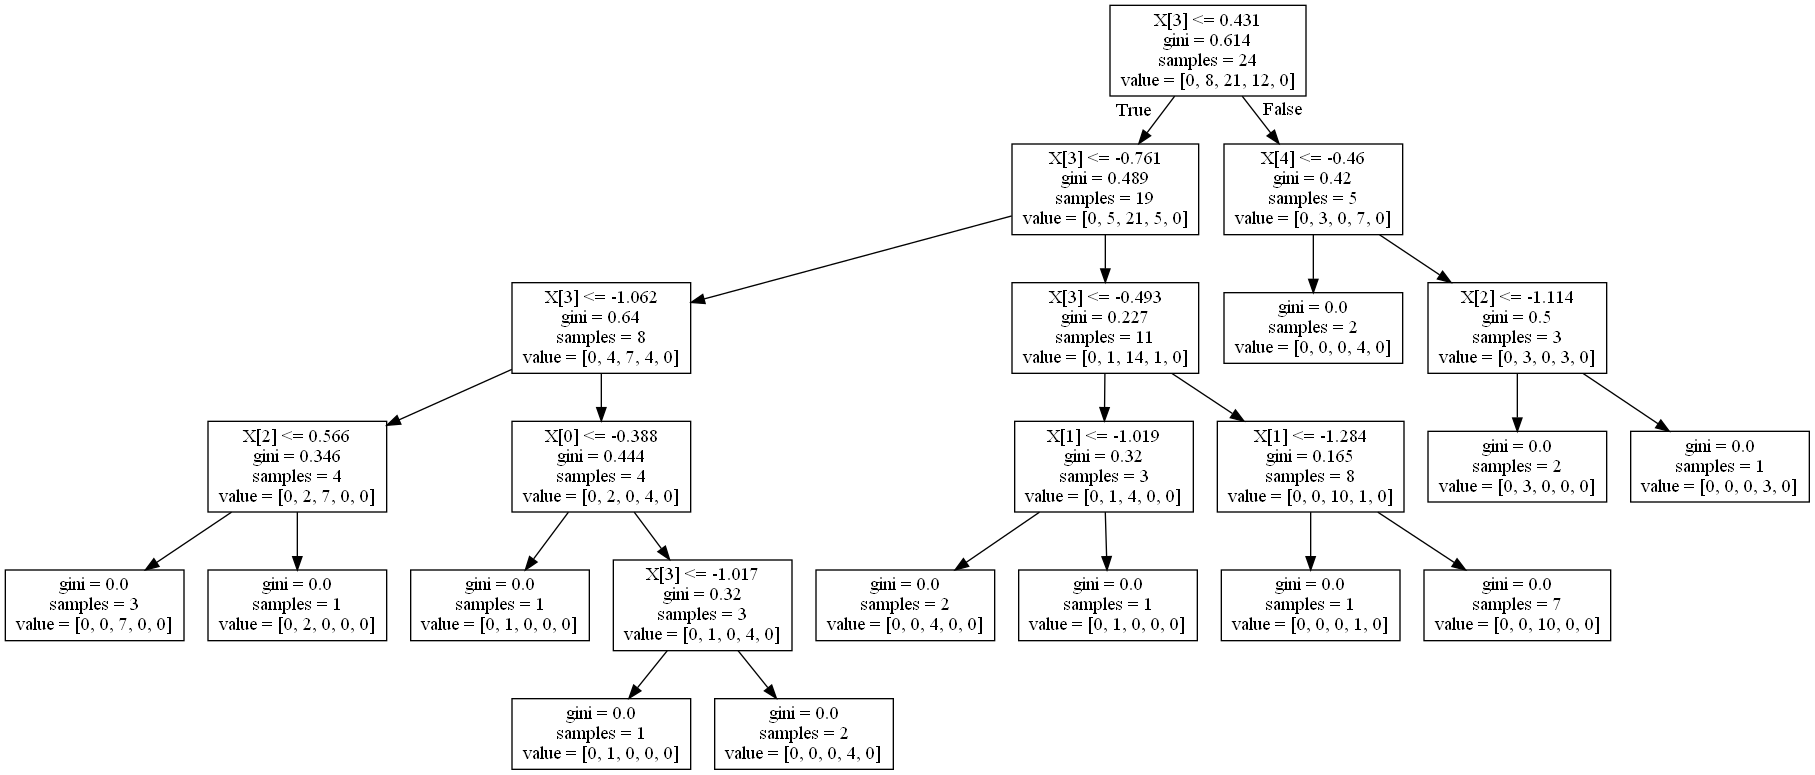 X[3] <= 0.431
gini = 0.614
samples = 24
value = [0, 8, 21, 12, 0]
True
False
X[3] <= -0.761
gini = 0.489
samples = 19
value = [0, 5, 21, 5, 0]
X[4] <= -0.46
gini = 0.42
samples = 5
value = [0, 3, 0, 7, 0]
X[3] <= -1.062
gini = 0.64
samples = 8
value = [0, 4, 7, 4, 0]
X[3] <= -0.493
gini = 0.227
samples = 11
value = [0, 1, 14, 1, 0]
gini = 0.0
samples = 2
value = [0, 0, 0, 4, 0]
X[2] <= -1.114
gini = 0.5
samples = 3
value = [0, 3, 0, 3, 0]
X[2] <= 0.566
gini = 0.346
samples = 4
value = [0, 2, 7, 0, 0]
X[0] <= -0.388
gini = 0.444
samples = 4
value = [0, 2, 0, 4, 0]
X[1] <= -1.019
gini = 0.32
samples = 3
value = [0, 1, 4, 0, 0]
X[1] <= -1.284
gini = 0.165
samples = 8
value = [0, 0, 10, 1, 0]
gini = 0.0
samples = 2
value = [0, 3, 0, 0, 0]
gini = 0.0
samples = 1
value = [0, 0, 0, 3, 0]
gini = 0.0
samples = 3
value = [0, 0, 7, 0, 0]
gini = 0.0
samples = 1
value = [0, 2, 0, 0, 0]
gini = 0.0
samples = 1
value = [0, 1, 0, 0, 0]
X[3] <= -1.017
gini = 0.32
samples = 3
value = [0, 1, 0, 4, 0]
gini = 0.0
samples = 2
value = [0, 0, 4, 0, 0]
gini = 0.0
samples = 1
value = [0, 1, 0, 0, 0]
gini = 0.0
samples = 1
value = [0, 0, 0, 1, 0]
gini = 0.0
samples = 7
value = [0, 0, 10, 0, 0]
gini = 0.0
samples = 1
value = [0, 1, 0, 0, 0]
gini = 0.0
samples = 2
value = [0, 0, 0, 4, 0]